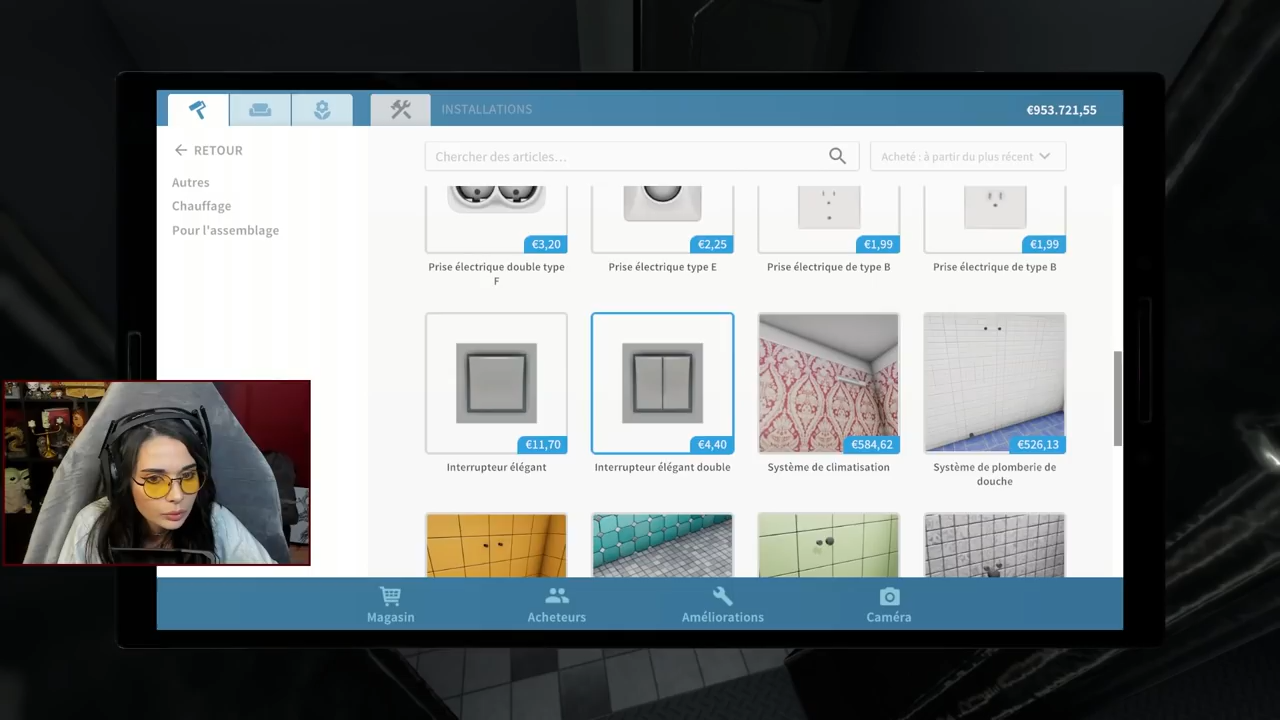 INSTALLATIONS
€953.721,55
RETOUR
Autres
Chauffage
Pour l'assemblage
Chercher des articles…
Acheté : à partir du plus récent
€3,20
€2,25
€1,99
€1,99
Prise électrique double type
F
Prise électrique type E
Prise électrique de type B
Prise électrique de type B
€11,70
€4,40
€584,62
€526,13
Interrupteur élégant
Interrupteur élégant double
Système de climatisation
Système de plomberie de
douche
Magasin
Acheteurs
Améliorations
Caméra